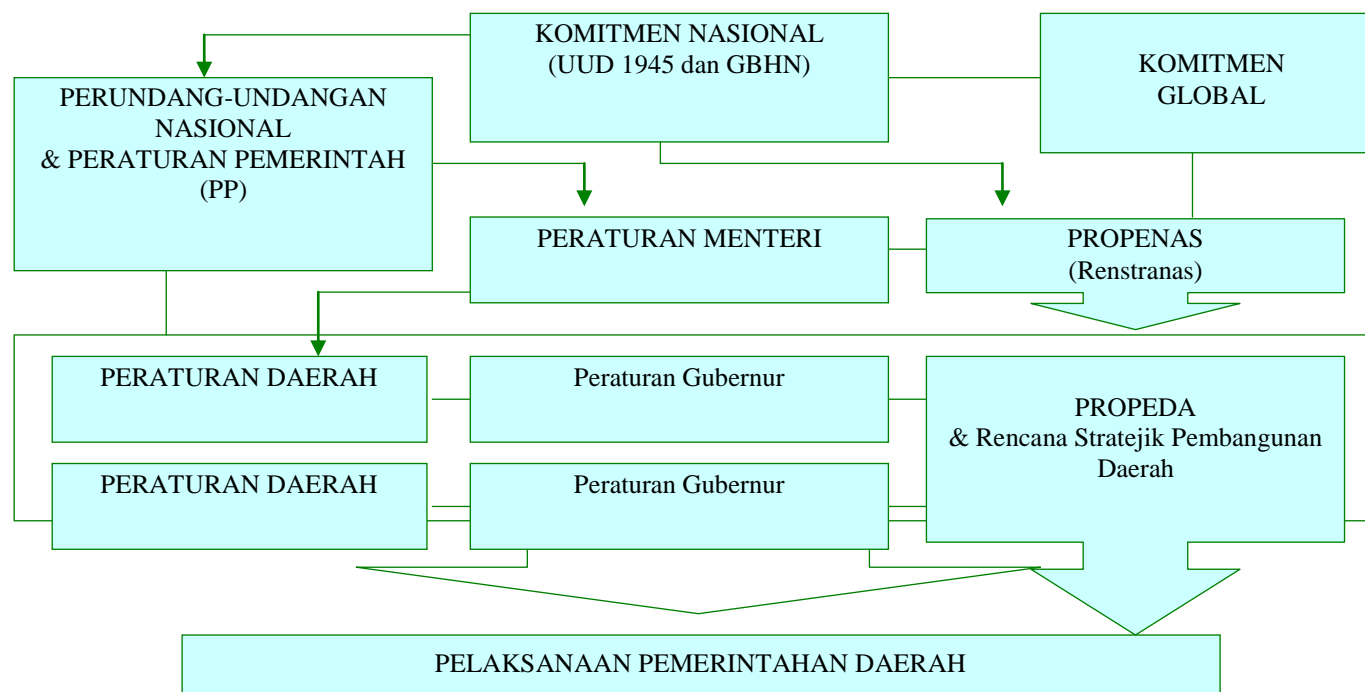 KOMITMEN NASIONAL
(UUD 1945 dan GBHN)
KOMITMEN
GLOBAL
PERUNDANG-UNDANGAN
NASIONAL
& PERATURAN PEMERINTAH
(PP)
PERATURAN MENTERI
PROPENAS
(Renstranas)
PERATURAN DAERAH
Peraturan Gubernur
PROPEDA
& Rencana Stratejik Pembangunan
Daerah
PERATURAN DAERAH
Peraturan Gubernur
PELAKSANAAN PEMERINTAHAN DAERAH